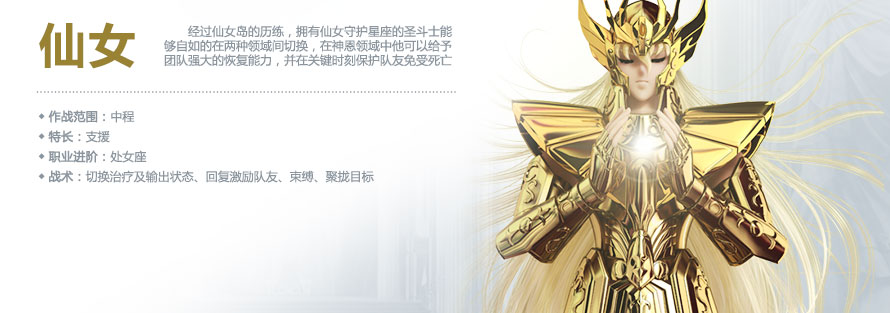 仙女
经过仙女岛的历练，拥有仙女守护星座的圣斗士能
够自如的在两种领域间切换，在神恩领域中他可以给予
团队强大的恢复能力，并在关键时刻保护队友免受死亡
作战范围：中程
特长：支援
职业进阶：处女座
战术：切换治疗及输出状态、回复激励队友、束缚、聚拢目标